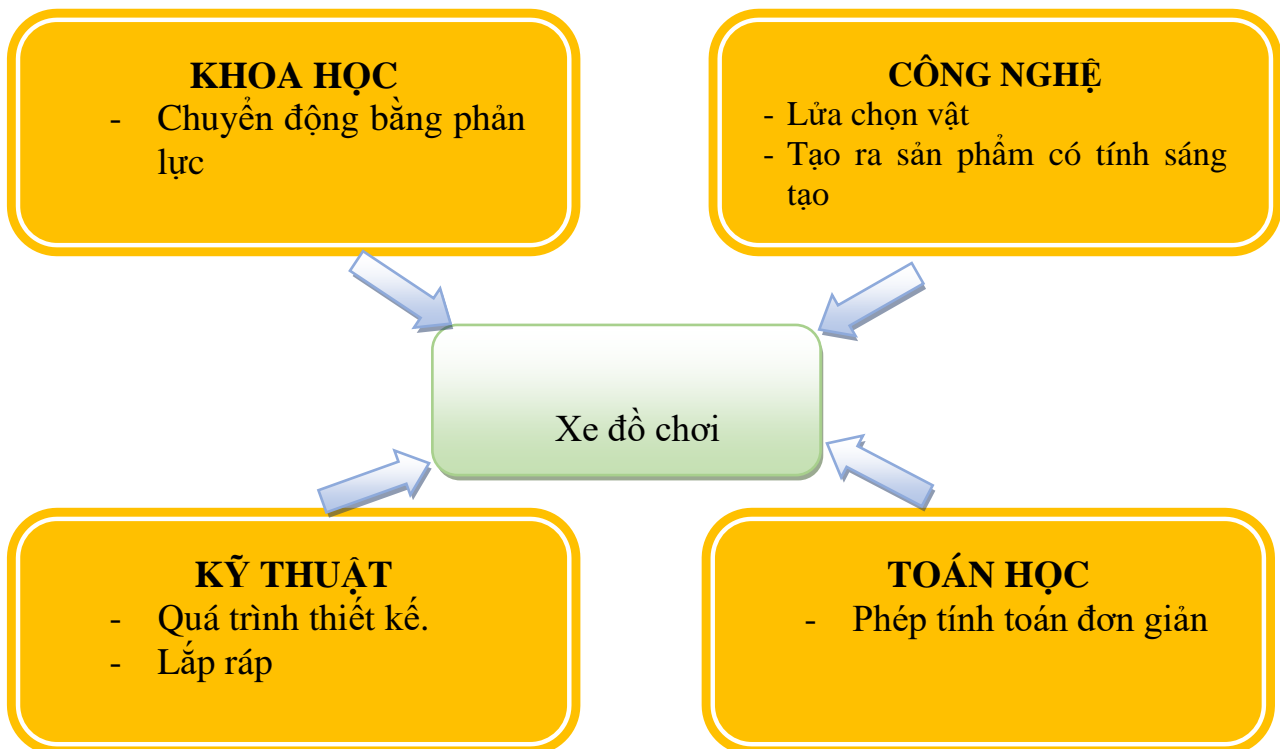 KHOA HỌC
- Chuyển động bằng phản
lực
CÔNG NGHỆ
- Lửa chọn vật
- Tạo ra sản phẩm có tính sáng
tạo
Xe đồ chơi
KỸ THUẬT
- Quá trình thiết kế.
- Lắp ráp
TOÁN HỌC
- Phép tính toán đơn giản